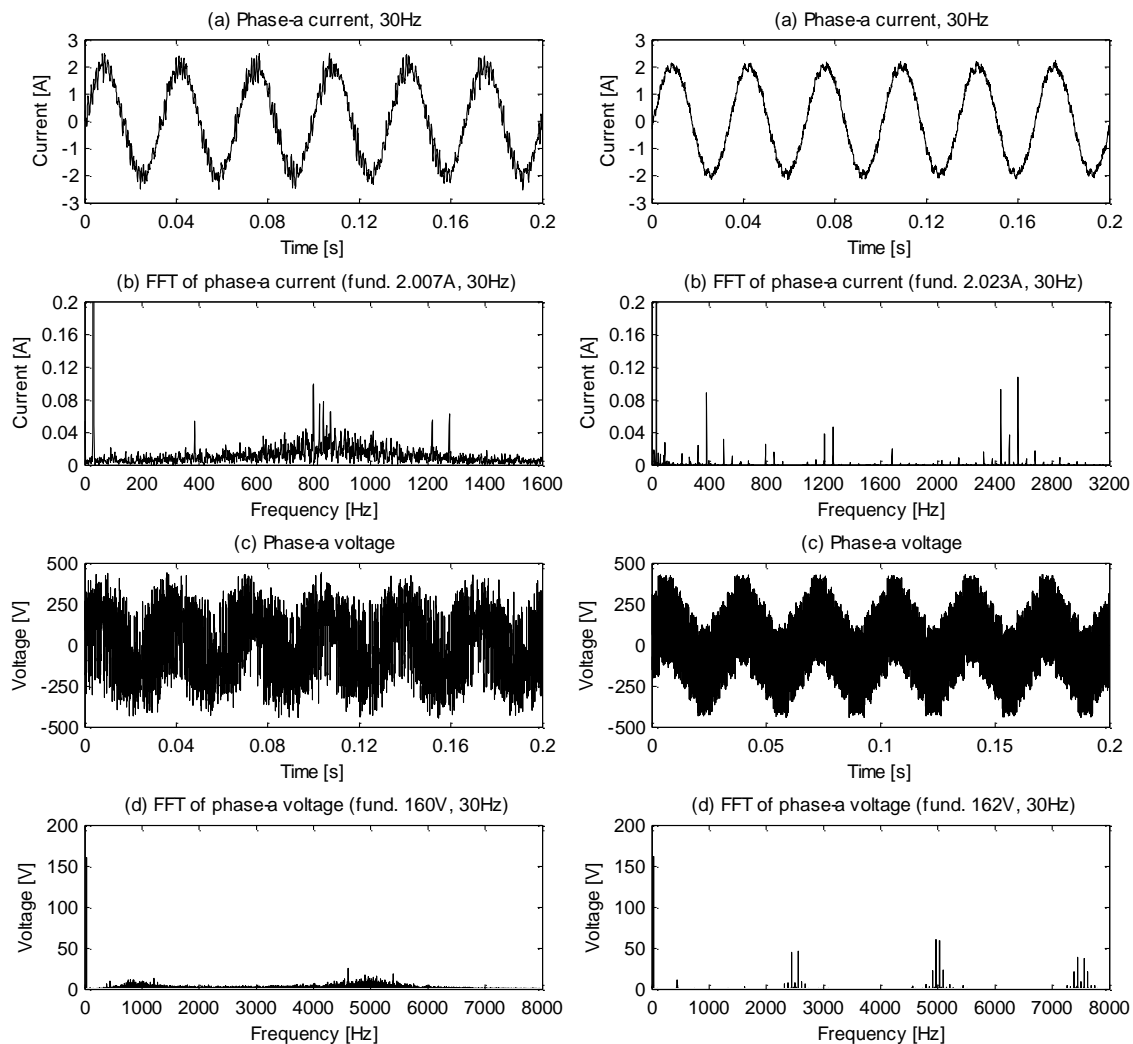 (a) Phase-a current, 30Hz
3
2
1
0
-1
-2
-3
Current [A]
0 0.04 0.08 0.12 0.16 0.2
Time [s]
(b) FFT of phase-a current (fund. 2.007A, 30Hz)
0.2
0.16
0.12
0.08
0.04
0
Current [A]
0 200 400 600 800 1000 1200 1400 1600
Frequency [Hz]
(c) Phase-a voltage
500
250
0
-250
-500
Voltage [V]
0 0.04 0.08 0.12 0.16 0.2
Time [s]
(d) FFT of phase-a voltage (fund. 160V, 30Hz)
200
150
100
50
0
Voltage [V]
0 1000 2000 3000 4000 5000 6000 7000 8000
Frequency [Hz]
(a) Phase-a current, 30Hz
3
2
1
0
-1
-2
-3
Current [A]
0 0.04 0.08 0.12 0.16 0.2
Time [s]
(b) FFT of phase-a current (fund. 2.023A, 30Hz)
0.2
0.16
0.12
0.08
0.04
0
Current [A]
0 400 800 1200 1600 2000 2400 2800 3200
Frequency [Hz]
(c) Phase-a voltage
500
250
0
-250
-500
Voltage [V]
0 0.05 0.1 0.15 0.2
Time [s]
(d) FFT of phase-a voltage (fund. 162V, 30Hz)
200
150
100
50
0
Voltage [V]
0 1000 2000 3000 4000 5000 6000 7000 8000
Frequency [Hz]